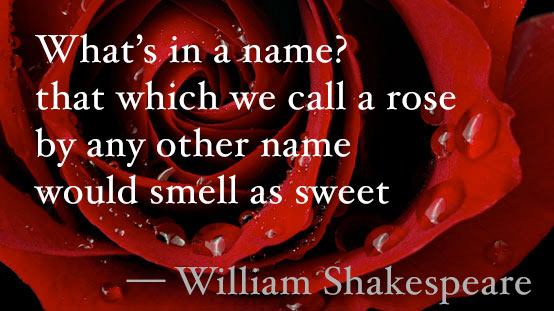 What’s in a name?
that which we call a rose
by any other name
would smell as sweet
— William Shakespeare